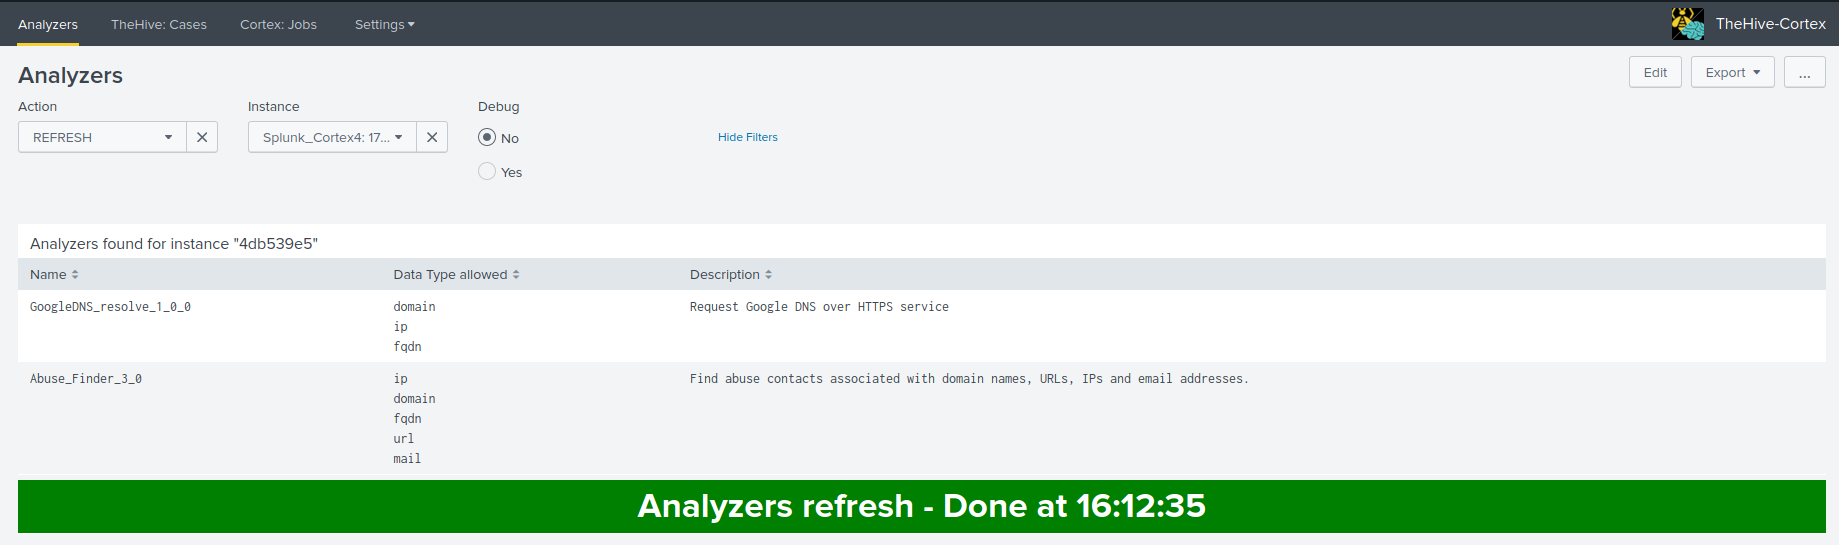 Analyzers TheHive: Cases Cortex: Jobs Settings TheHive-Cortex
Analyzers Edit Export ...
Action Instance Debug
REFRESH Splunk_Cortex4: 17... No Hide Filters
Yes
Analyzers found for instance "4db539e5"
Name Data Type allowed Description
GoogleDNS_resolve_1_0_0 domain Request Google DNS over HTTPS service
ip
fqdn
Abuse_Finder_3_0 ip Find abuse contacts associated with domain names, URLs, IPs and email addresses.
domain
fqdn
url
mail
Analyzers refresh - Done at 16:12:35